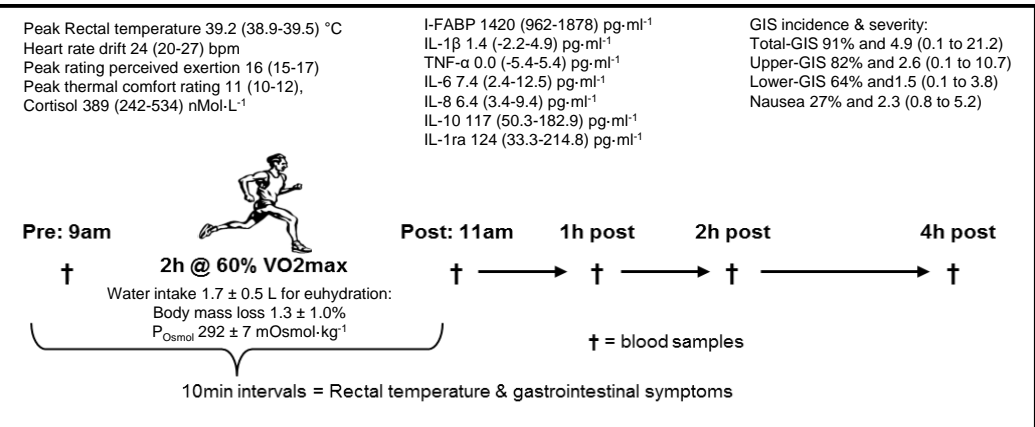 Peak Rectal temperature 39.2 (38.9-39.5) °C
Heart rate drift 24 (20-27) bpm
Peak rating perceived exertion 16 (15-17)
Peak thermal comfort rating 11 (10-12),
Cortisol 389 (242-534) nMol·L⁻¹
I-FABP 1420 (962-1878) pg·ml⁻¹
IL-1β 1.4 (-2.2-4.9) pg·ml⁻¹
TNF-α 0.0 (-5.4-5.4) pg·ml⁻¹
IL-6 7.4 (2.4-12.5) pg·ml⁻¹
IL-8 6.4 (3.4-9.4) pg·ml⁻¹
IL-10 117 (50.3-182.9) pg·ml⁻¹
IL-1ra 124 (33.3-214.8) pg·ml⁻¹
GIS incidence & severity:
Total-GIS 91% and 4.9 (0.1 to 21.2)
Upper-GIS 82% and 2.6 (0.1 to 10.7)
Lower-GIS 64% and1.5 (0.1 to 3.8)
Nausea 27% and 2.3 (0.8 to 5.2)
Pre: 9am
Post: 11am
1h post
2h post
4h post
† † † † †
2h @ 60% VO2max
Water intake 1.7 ± 0.5 L for euhydration:
Body mass loss 1.3 ± 1.0%
P_Osmol 292 ± 7 mOsmol·kg⁻¹
† = blood samples
10min intervals = Rectal temperature & gastrointestinal symptoms